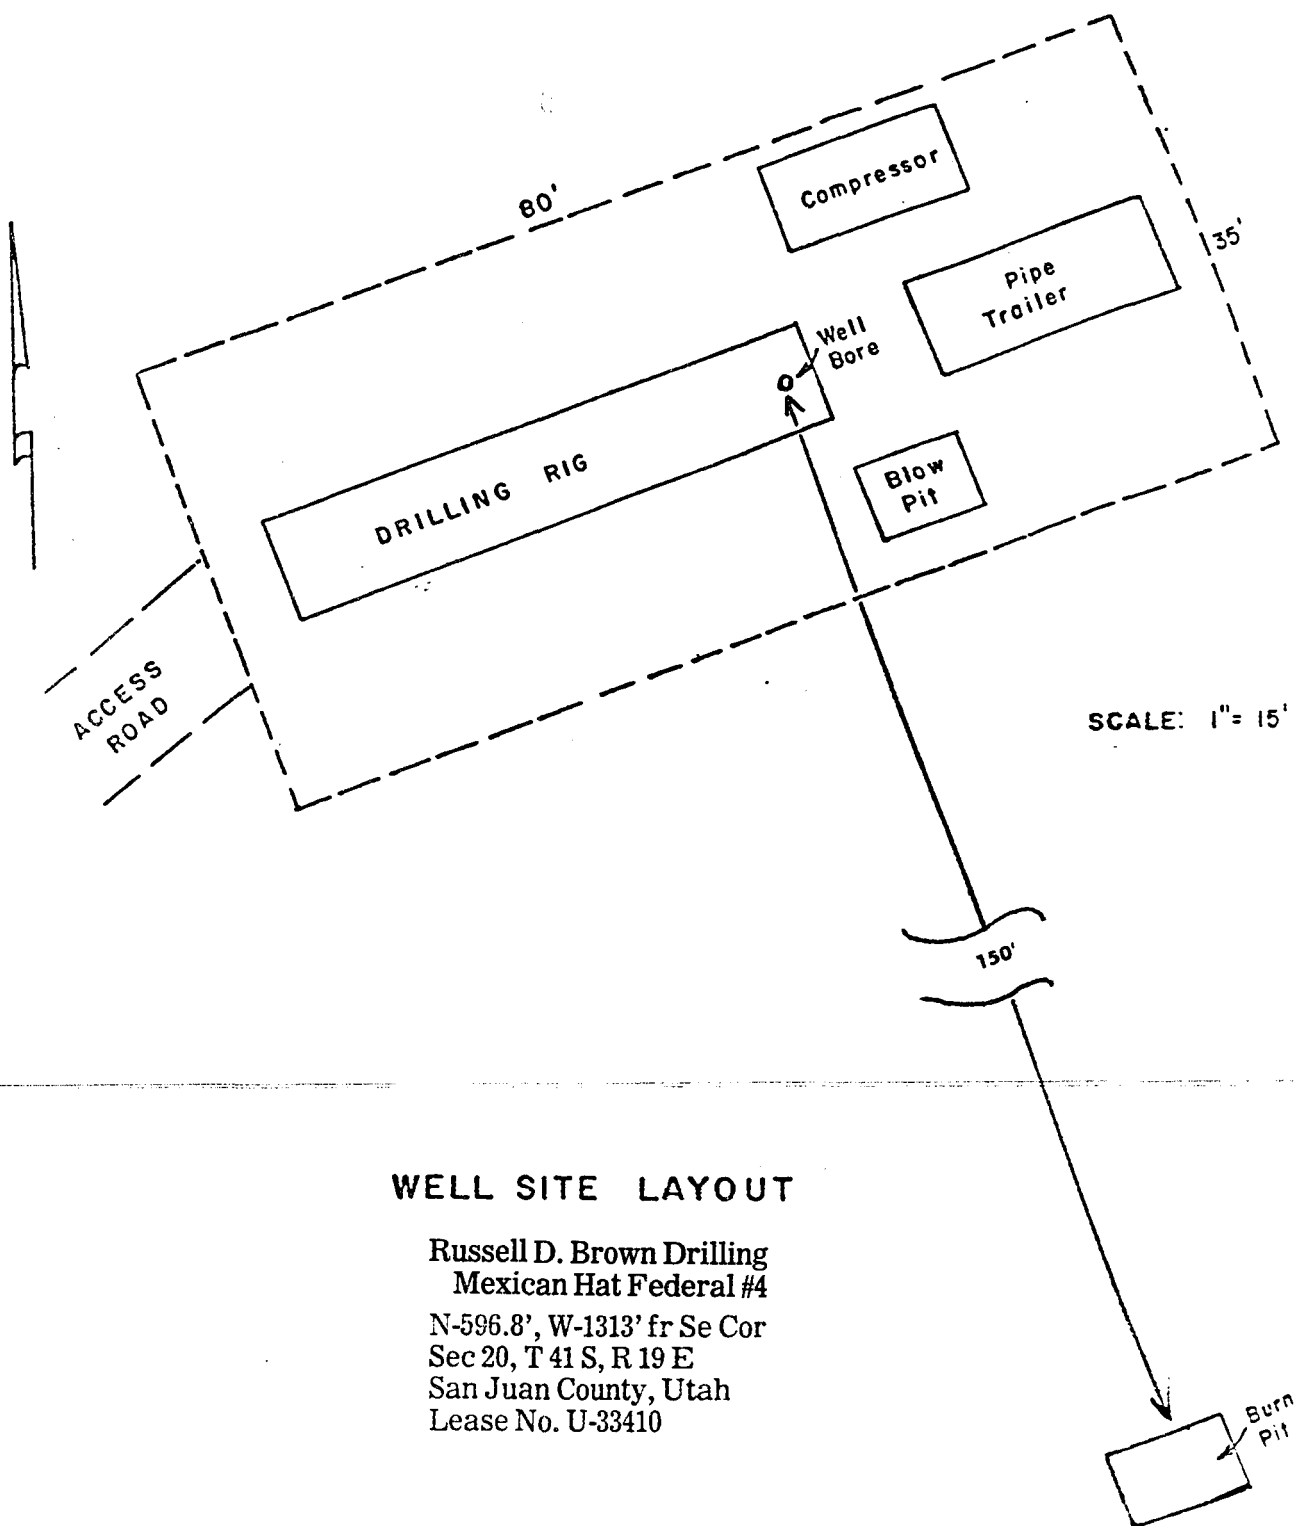 80'
Compressor
35'
Pipe
Trailer
Well
Bore
DRILLING RIG
Blow
Pit
ACCESS
ROAD
SCALE: 1"= 15'
150'
WELL SITE LAYOUT
Russell D. Brown Drilling
Mexican Hat Federal #4
N-596.8', W-1313' fr Se Cor
Sec 20, T 41 S, R 19 E
San Juan County, Utah
Lease No. U-33410
Burn
Pit